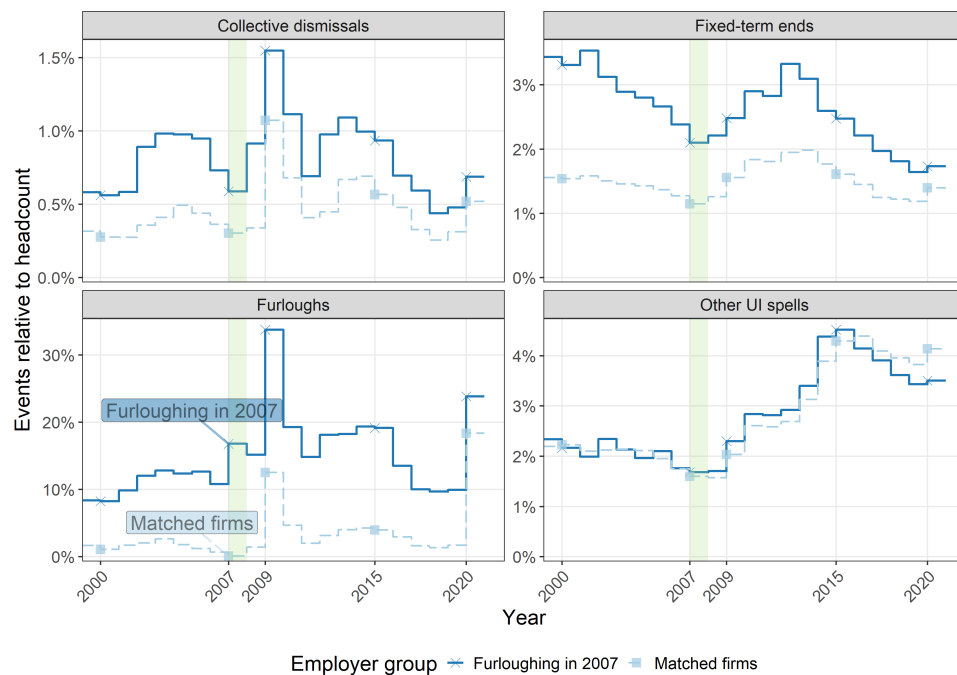 Collective dismissals
Fixed-term ends
Events relative to headcount
1.5%
1.0%
0.5%
0.0%
3%
2%
1%
0%
Furloughs
Other UI spells
30%
20%
10%
0%
Furloughing in 2007
Matched firms
4%
3%
2%
1%
0%
2000
2007
2009
2015
2020
2000
2007
2009
2015
2020
Year
Employer group
Furloughing in 2007
Matched firms